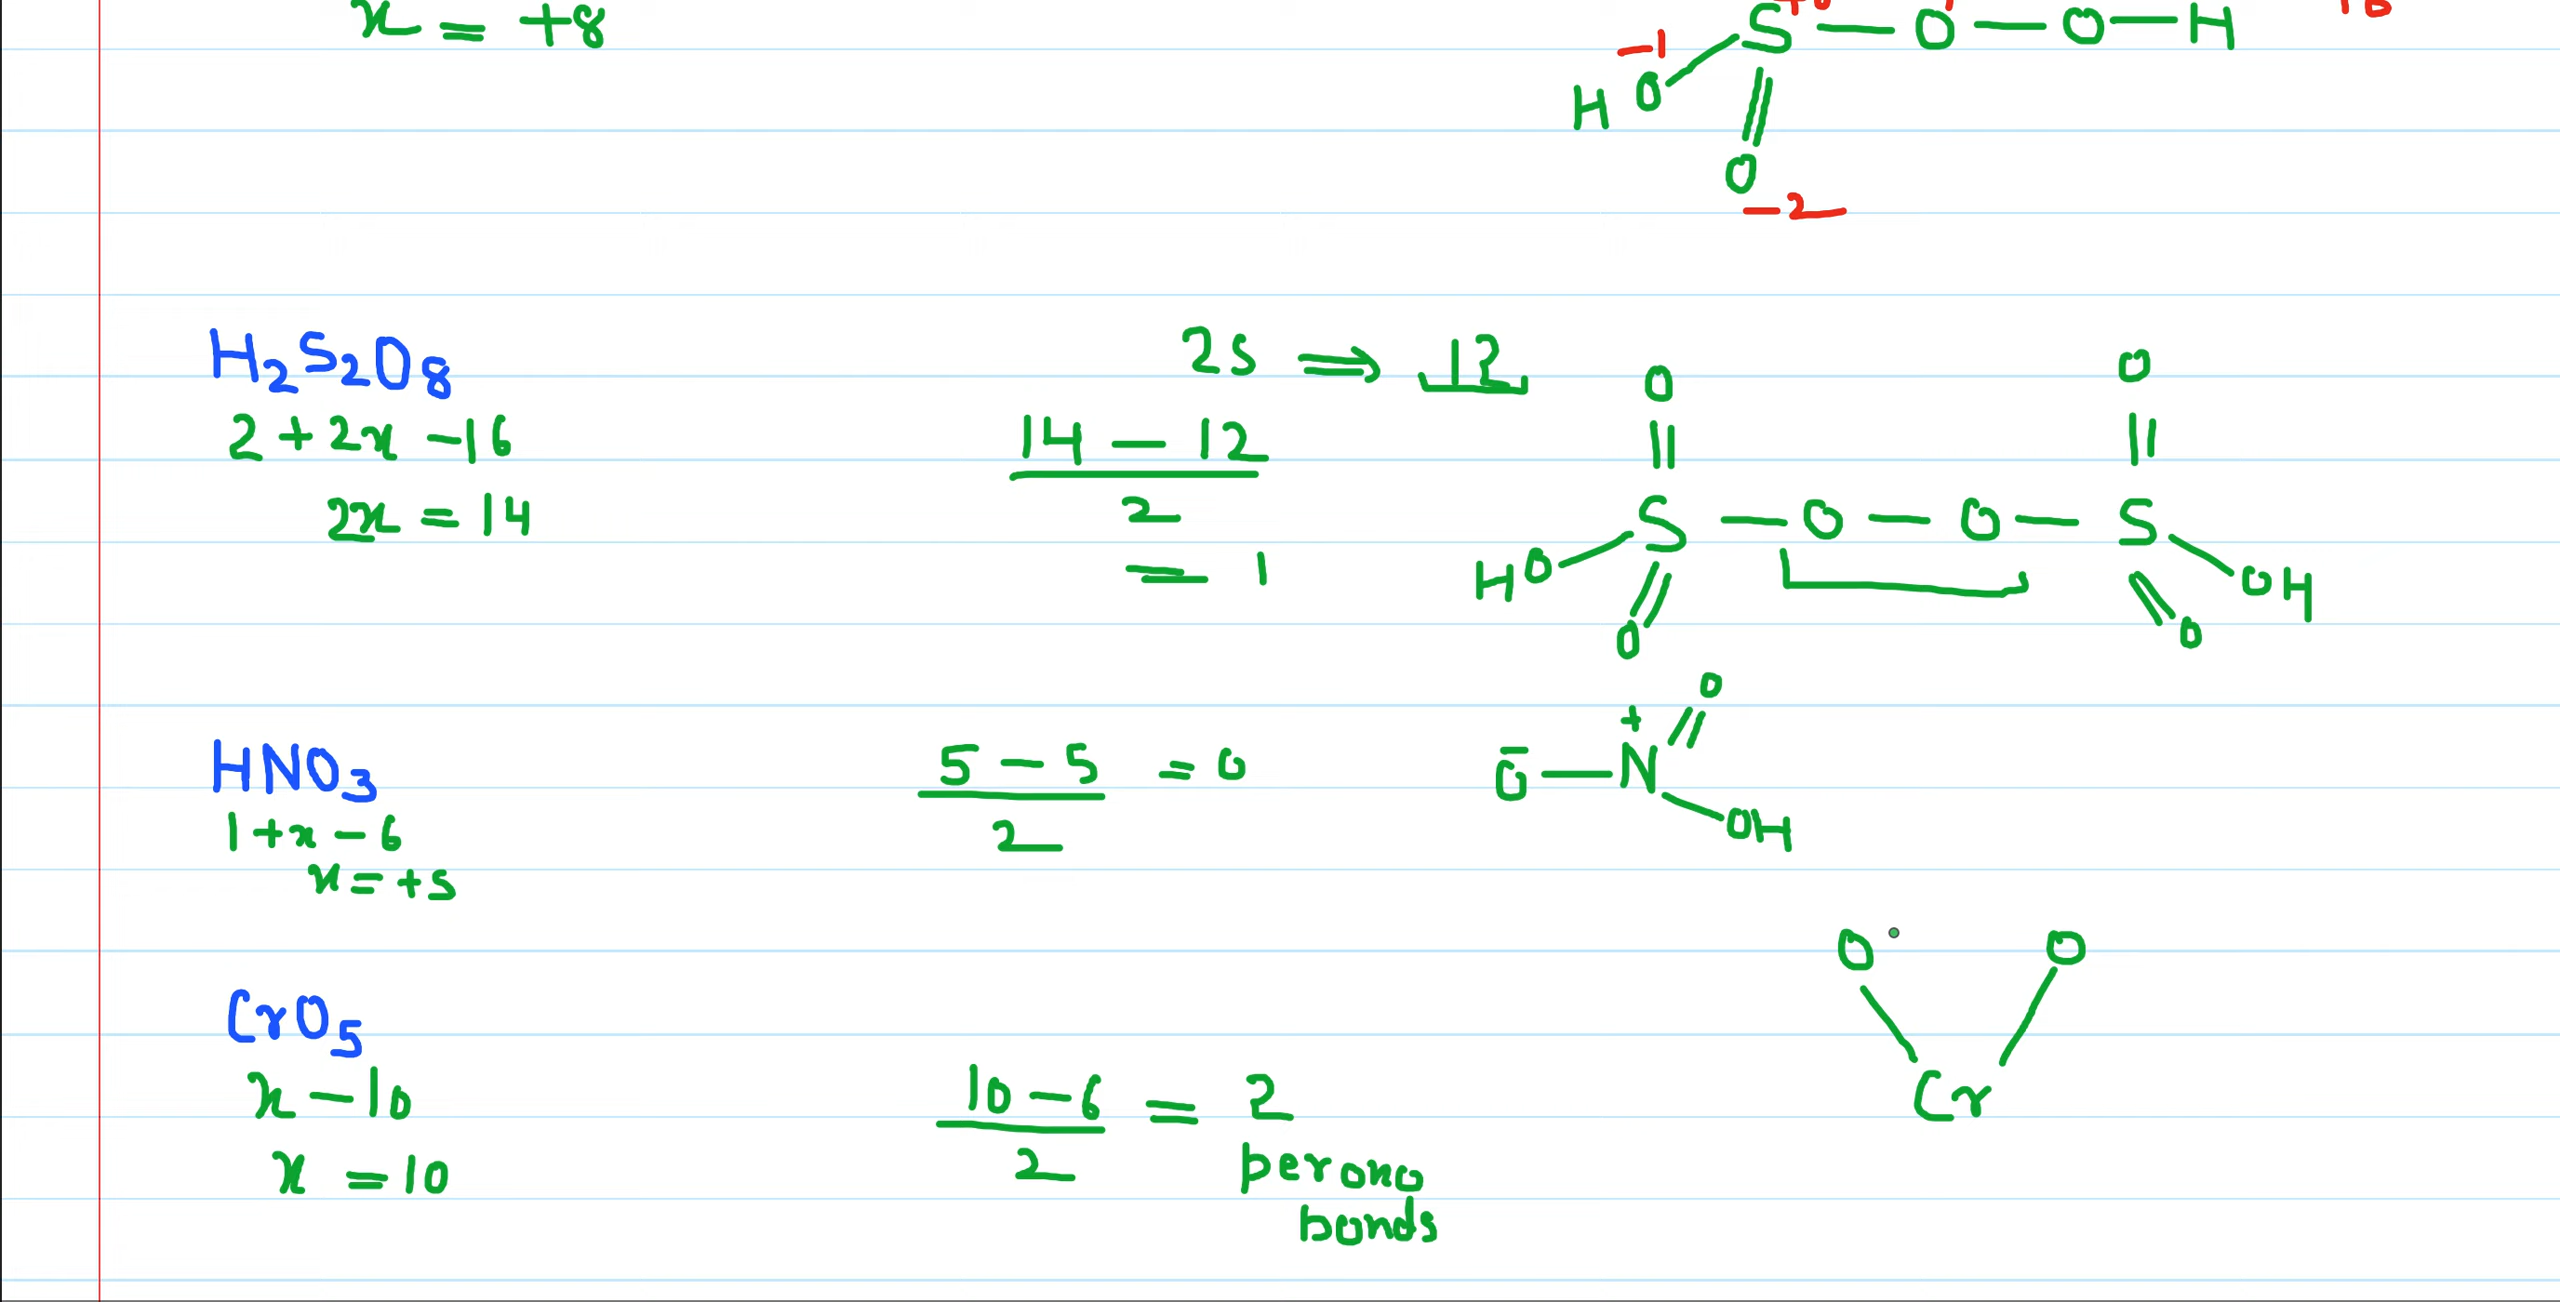 x = +8
S — O — O — H
-1
H O
O
-2
H2S2O8
2 + 2x - 16
2x = 14
2S ⟹ 12
14 — 12
2
= 1
O O
|| ||
S — O — O — S
HO OH
O O
HNO3
1 + x - 6
x = +5
5 - 5 = 0
2
O
+
Ō — N
OH
CrO5
x - 10
x = 10
10 - 6 = 2
2
peroxo
bonds
O O
Cr